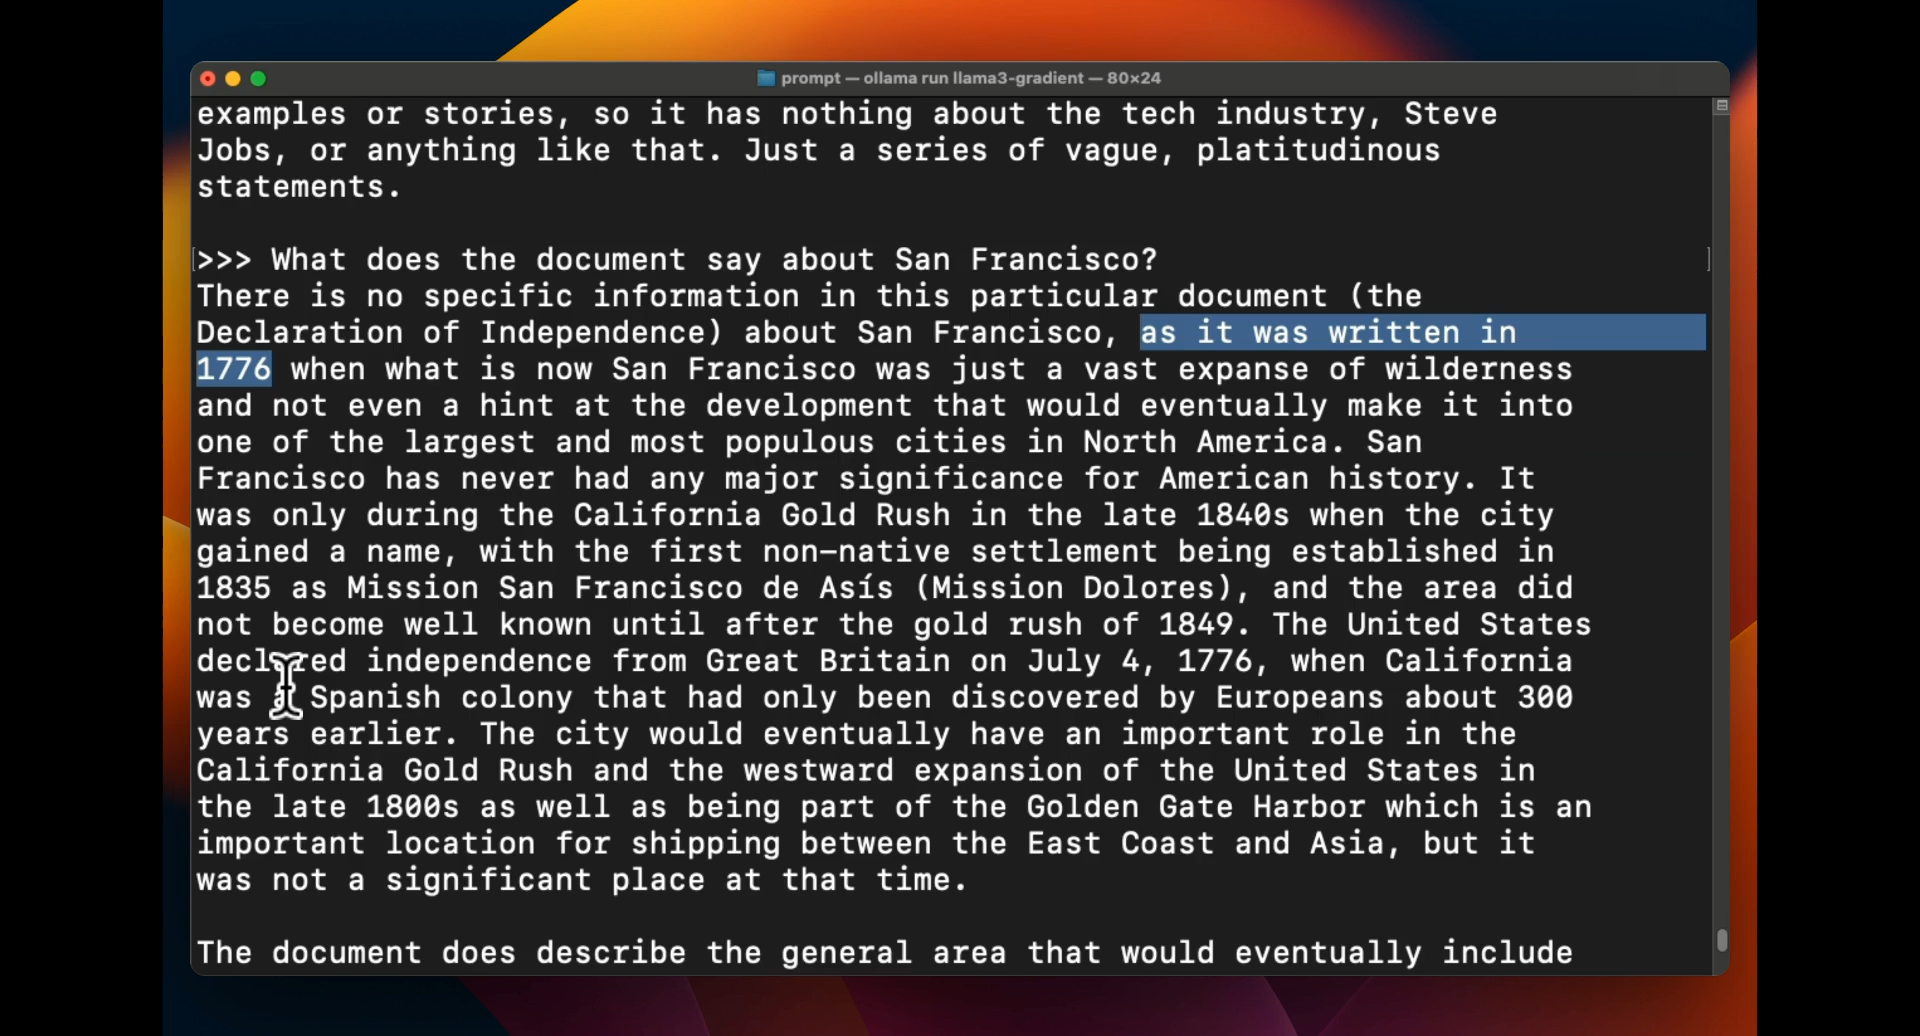 prompt — ollama run llama3-gradient — 80×24
examples or stories, so it has nothing about the tech industry, Steve
Jobs, or anything like that. Just a series of vague, platitudinous
statements.
[>>> What does the document say about San Francisco? ]
There is no specific information in this particular document (the
Declaration of Independence) about San Francisco, as it was written in
1776 when what is now San Francisco was just a vast expanse of wilderness
and not even a hint at the development that would eventually make it into
one of the largest and most populous cities in North America. San
Francisco has never had any major significance for American history. It
was only during the California Gold Rush in the late 1840s when the city
gained a name, with the first non-native settlement being established in
1835 as Mission San Francisco de Asís (Mission Dolores), and the area did
not become well known until after the gold rush of 1849. The United States
declared independence from Great Britain on July 4, 1776, when California
was a Spanish colony that had only been discovered by Europeans about 300
years earlier. The city would eventually have an important role in the
California Gold Rush and the westward expansion of the United States in
the late 1800s as well as being part of the Golden Gate Harbor which is an
important location for shipping between the East Coast and Asia, but it
was not a significant place at that time.
The document does describe the general area that would eventually include